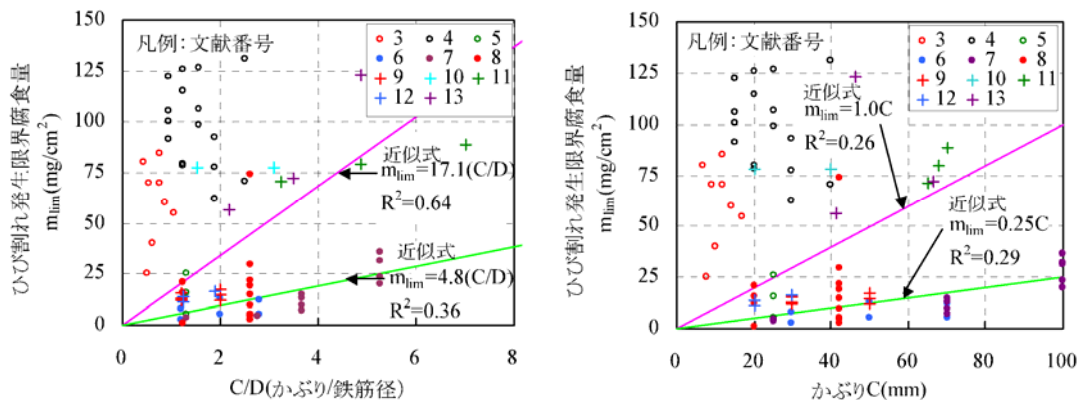 ひび割れ発生限界腐食量
m_lim(mg/cm²)
150
125
100
75
50
25
0
0 2 4 6 8
C/D(かぶり/鉄筋径)
凡例: 文献番号
3 4 5
6 7 8
9 10 11
12 13
近似式
m_lim=17.1(C/D)
R²=0.64
近似式
m_lim=4.8(C/D)
R²=0.36
ひび割れ発生限界腐食量
m_lim(mg/cm²)
150
125
100
75
50
25
0
0 20 40 60 80 100
かぶりC(mm)
凡例: 文献番号
3 4 5
6 7 8
9 10 11
12 13
近似式
m_lim=1.0C
R²=0.26
近似式
m_lim=0.25C
R²=0.29